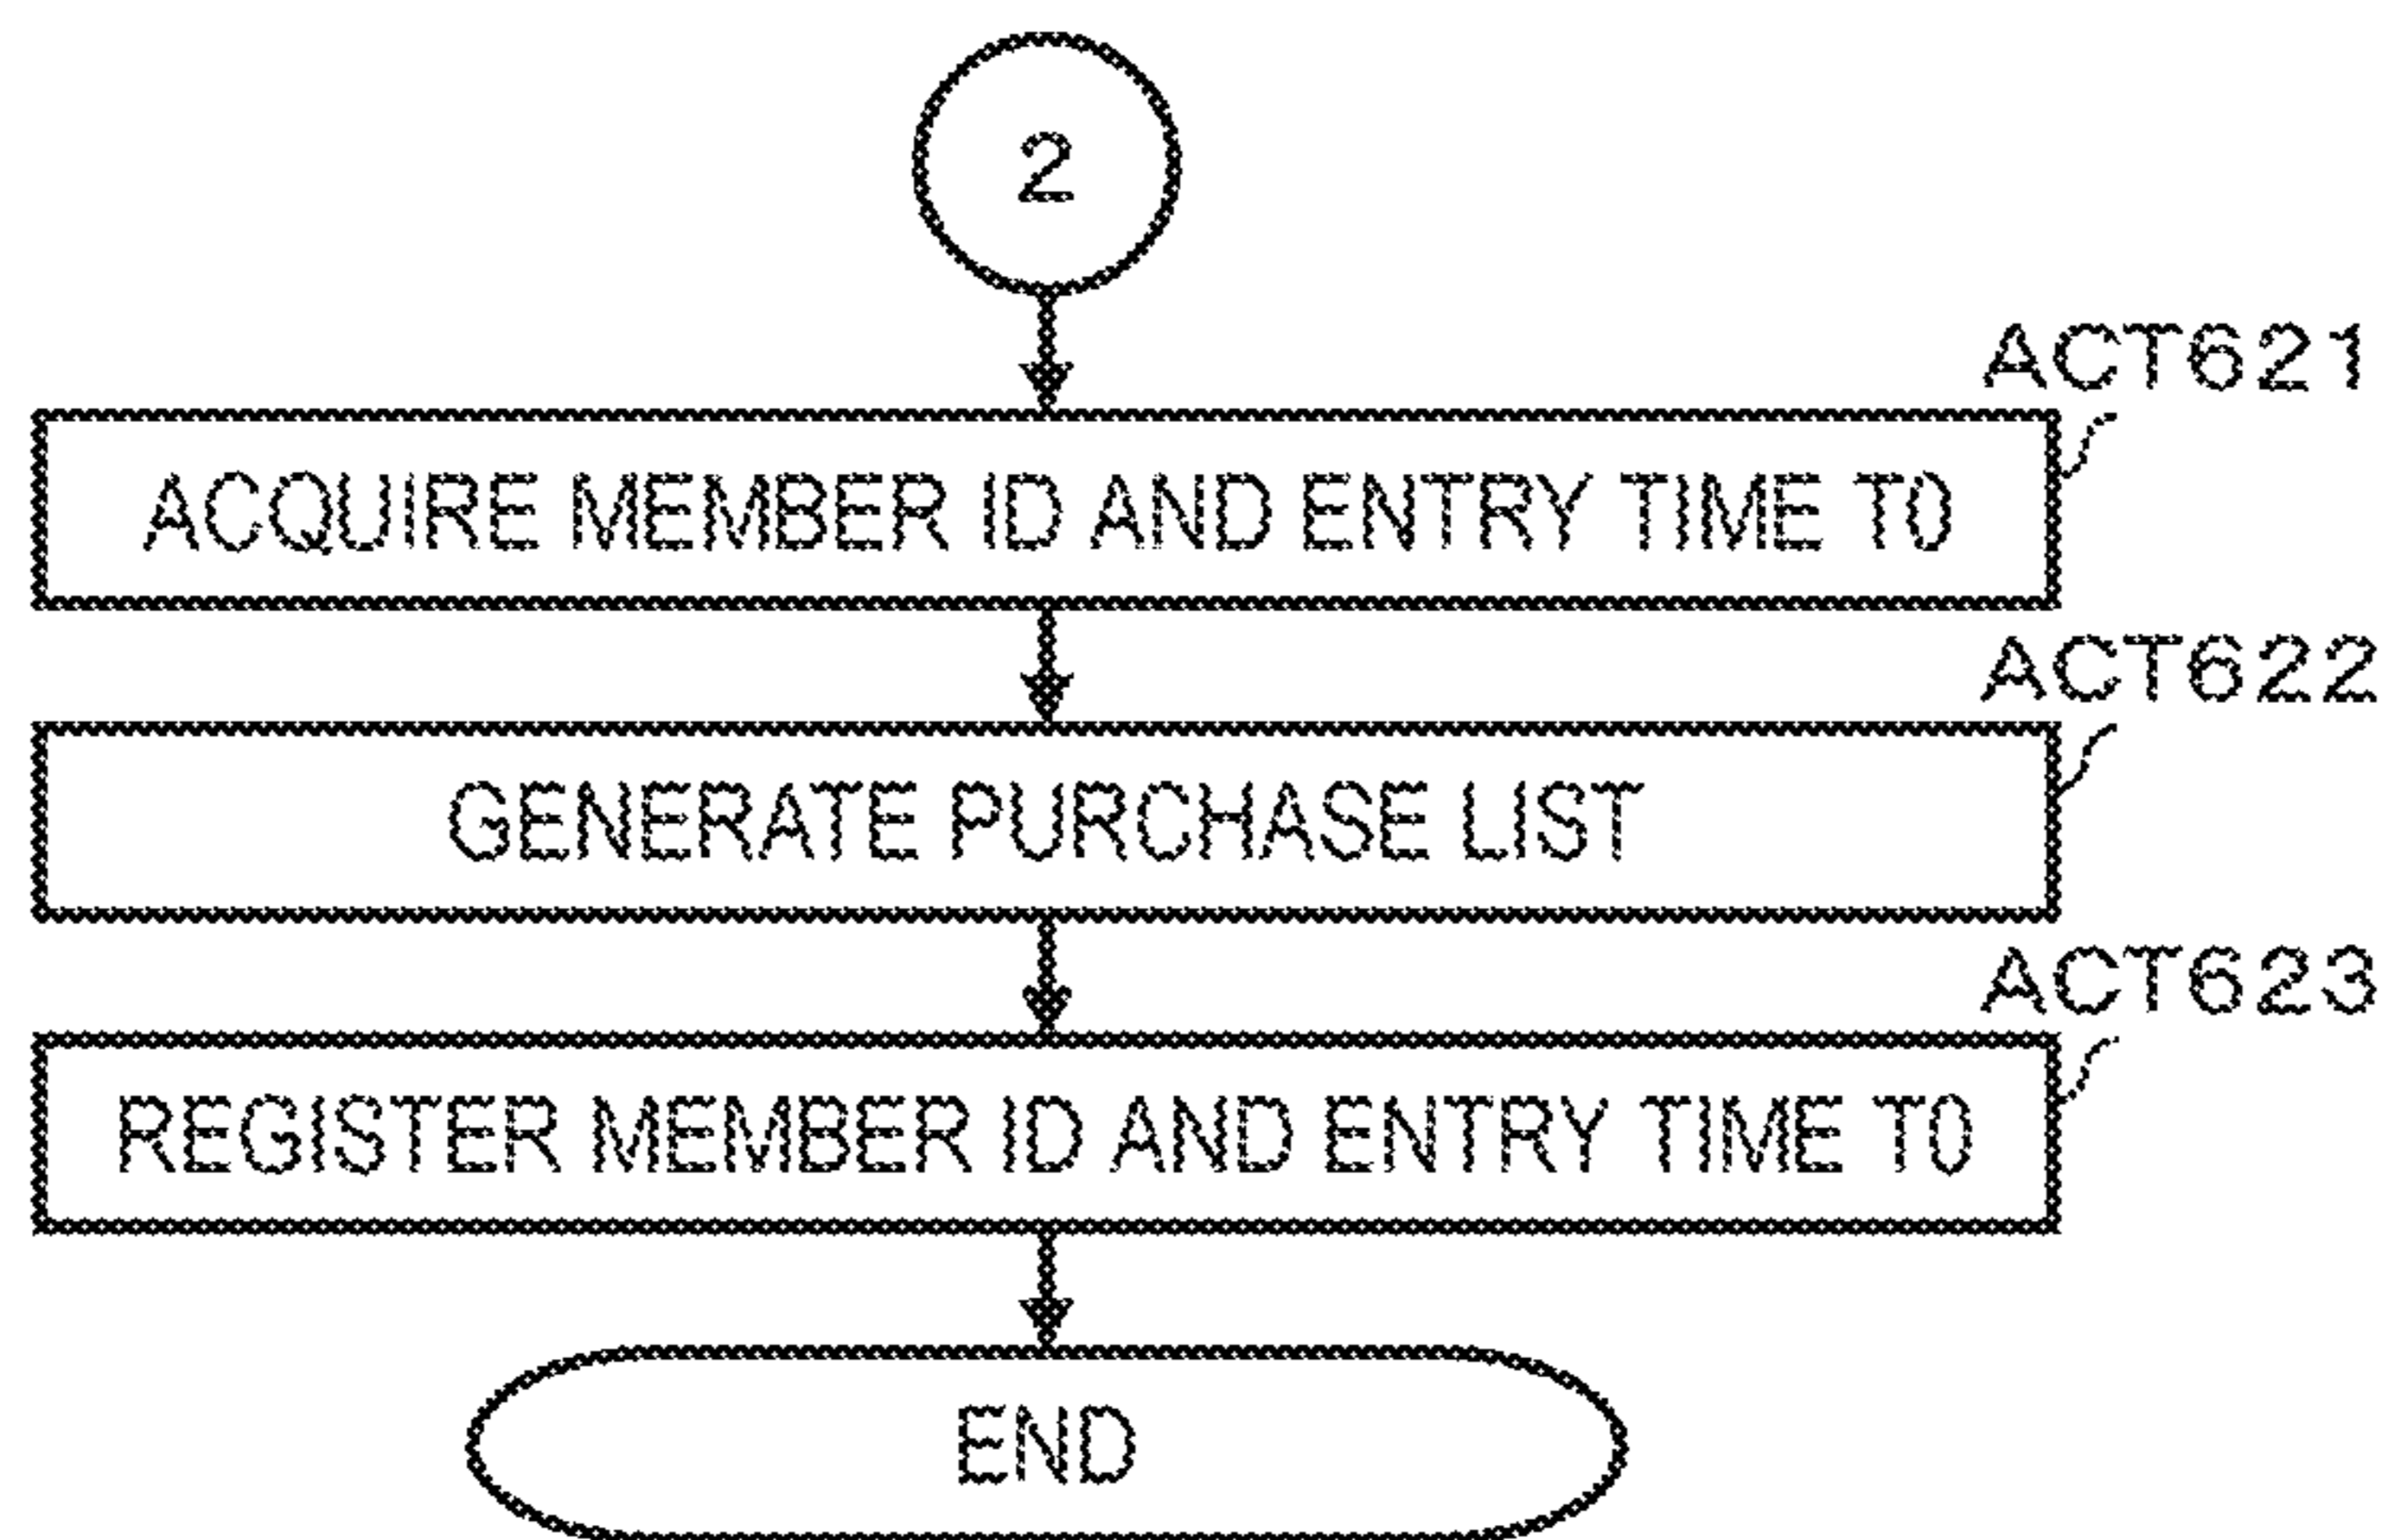 2
ACT621
ACQUIRE MEMBER ID AND ENTRY TIME T0
ACT622
GENERATE PURCHASE LIST
ACT623
REGISTER MEMBER ID AND ENTRY TIME T0
END